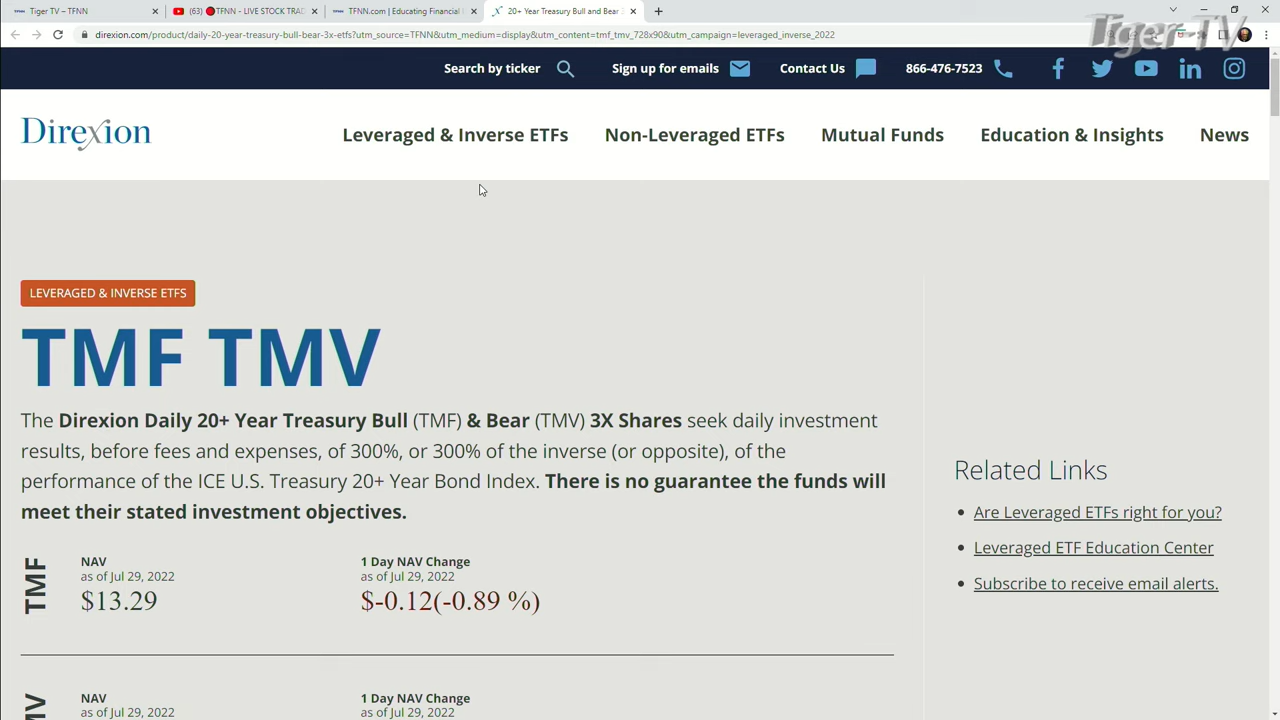 Tiger TV – TFNN
(63) 🔴TFNN - LIVE STOCK TRAD
TFNN.com | Educating Financial
20+ Year Treasury Bull and Bear 3
direxion.com/product/daily-20-year-treasury-bull-bear-3x-etfs?utm_source=TFNN&utm_medium=display&utm_content=tmf_tmv_728x90&utm_campaign=leveraged_inverse_2022
Tiger TV
Search by ticker
Sign up for emails
Contact Us
866-476-7523
Direxion
Leveraged & Inverse ETFs
Non-Leveraged ETFs
Mutual Funds
Education & Insights
News
LEVERAGED & INVERSE ETFS
TMF TMV
The Direxion Daily 20+ Year Treasury Bull (TMF) & Bear (TMV) 3X Shares seek daily investment
results, before fees and expenses, of 300%, or 300% of the inverse (or opposite), of the
performance of the ICE U.S. Treasury 20+ Year Bond Index. There is no guarantee the funds will
meet their stated investment objectives.
Related Links
Are Leveraged ETFs right for you?
Leveraged ETF Education Center
Subscribe to receive email alerts.
TMF
NAV
as of Jul 29, 2022
$13.29
1 Day NAV Change
as of Jul 29, 2022
$-0.12(-0.89 %)
NAV
as of Jul 29, 2022
1 Day NAV Change
as of Jul 29, 2022